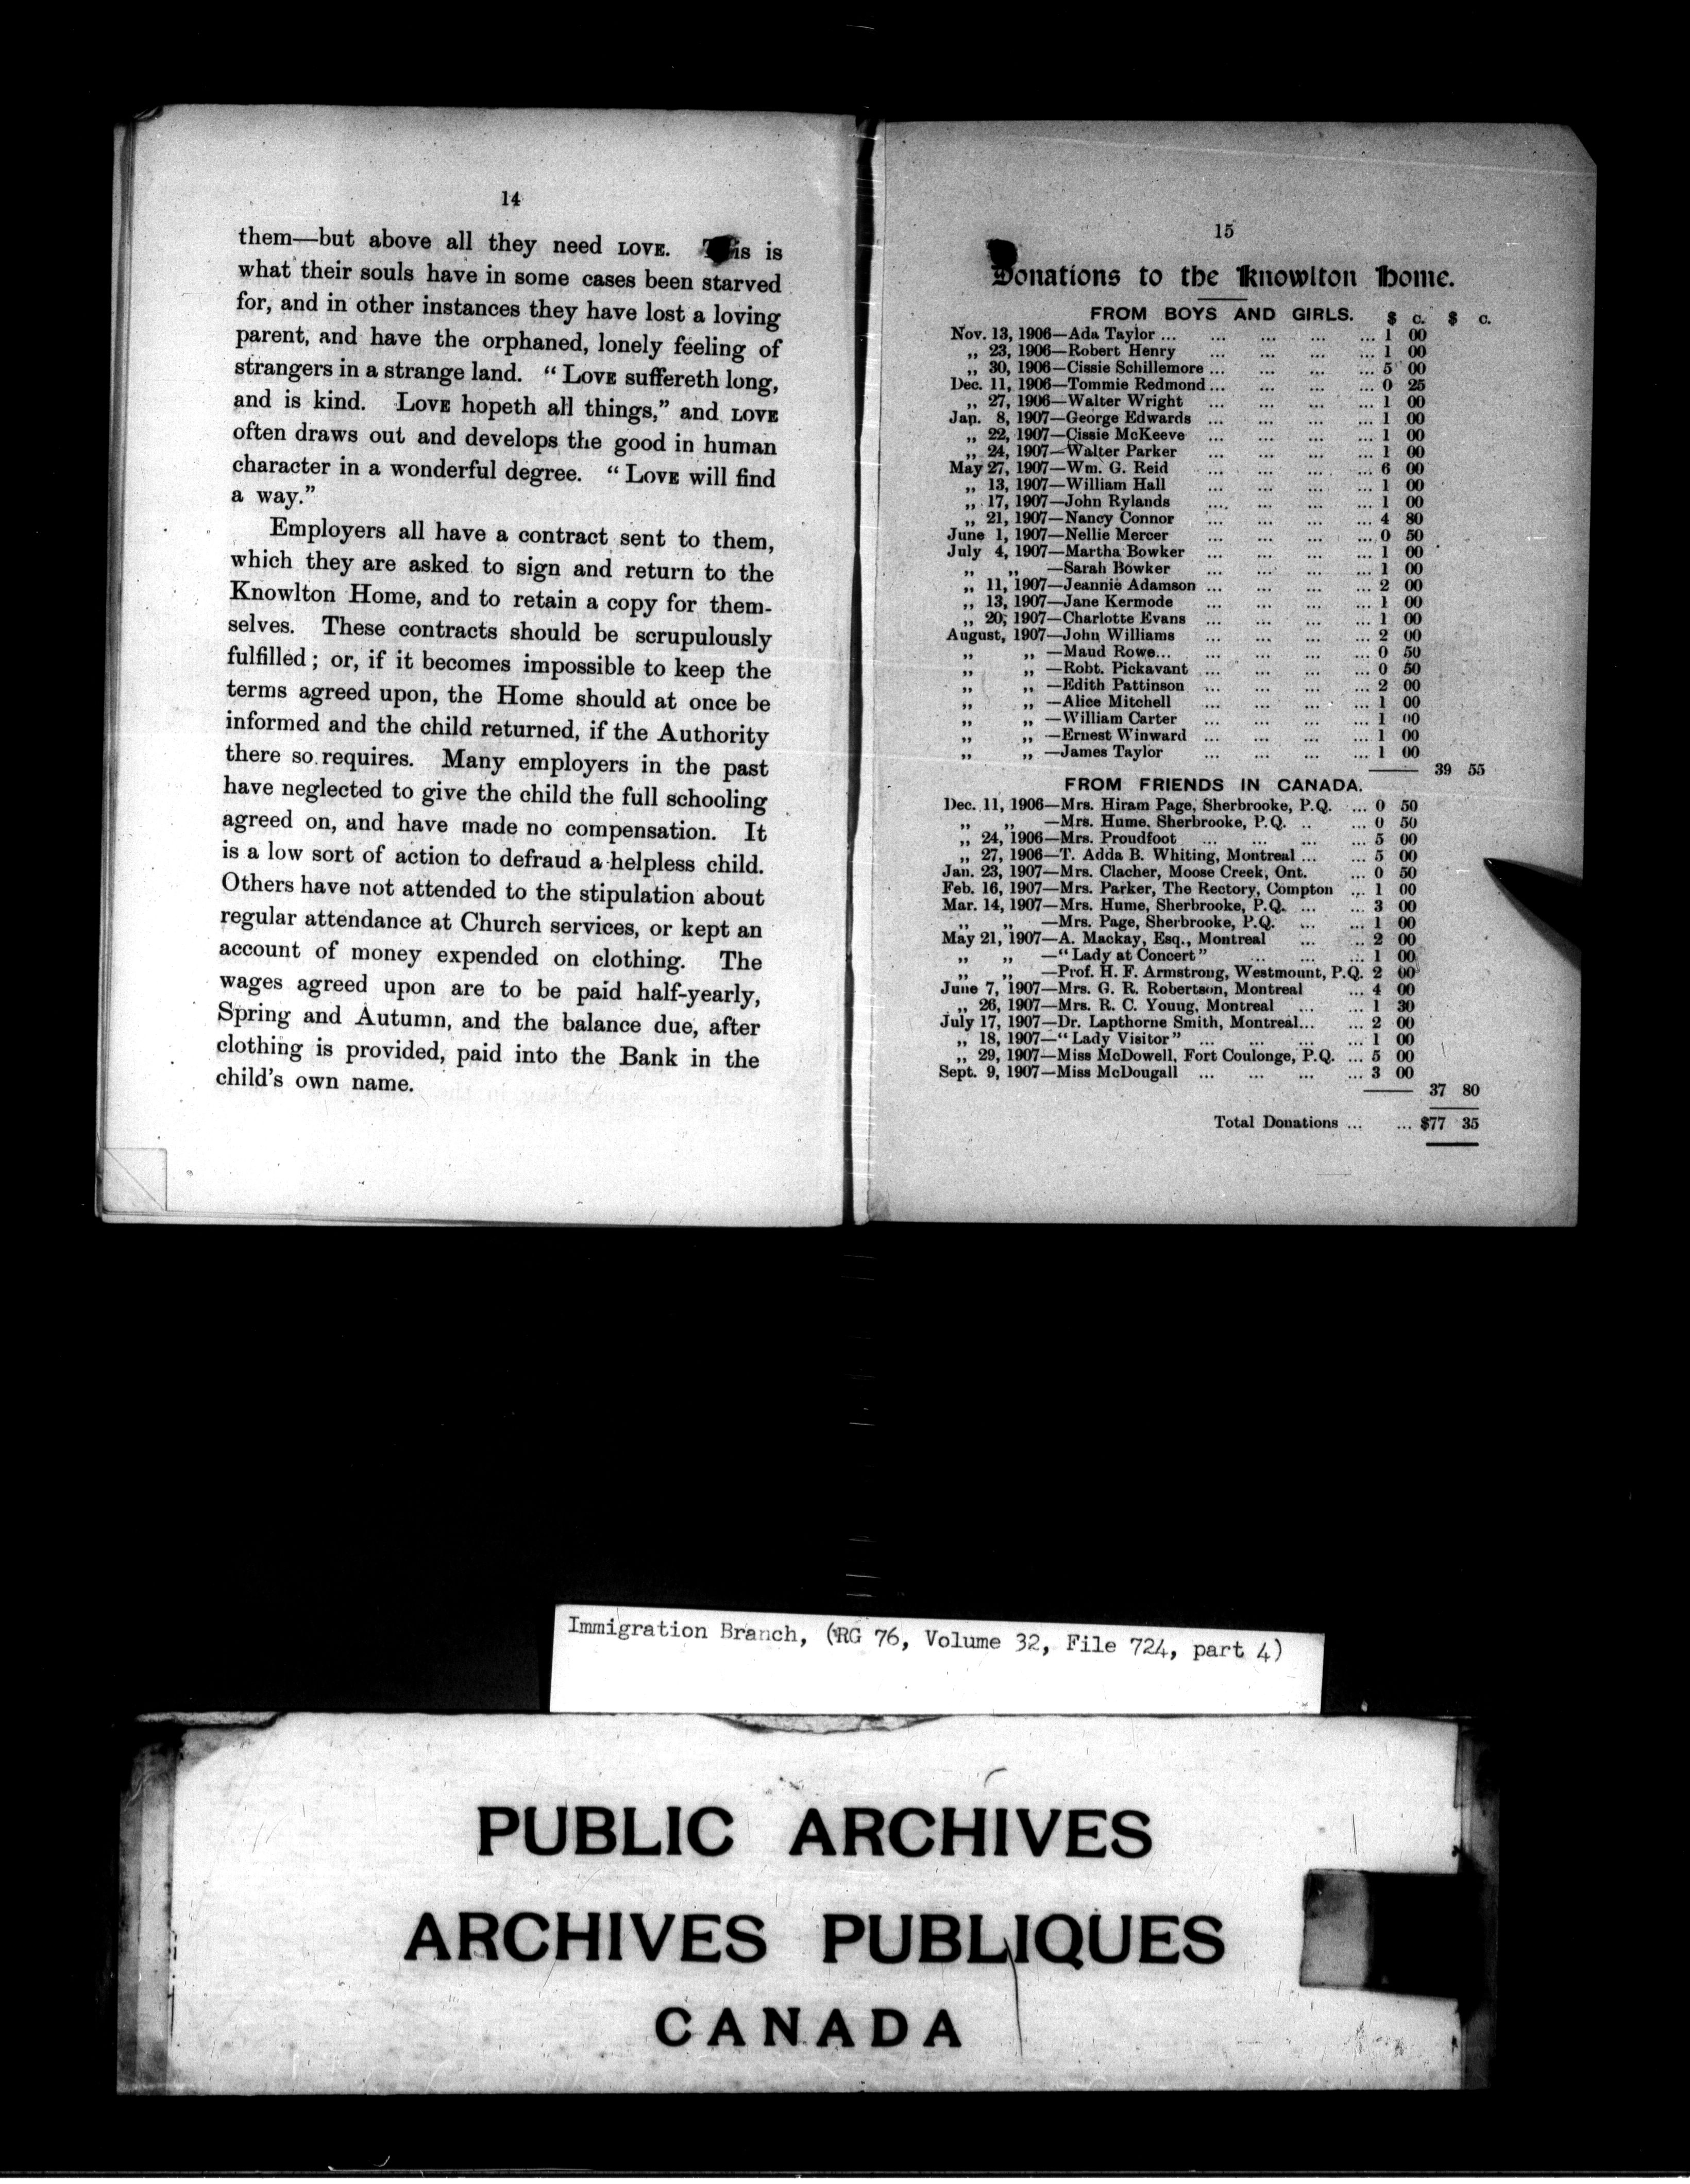 14
them—but above all they need LOVE. is
what their souls have in some cases been starved
for, and in other instances they have lost a loving
parent, and have the orphaned, lonely feeling of
strangers in a strange land. “ LOVE suffereth long,
and is kind. LOVE hopeth all things,” and LOVE
often draws out and develops the good in human
character in a wonderful degree. “ LOVE will find
a way.”
Employers all have a contract sent to them,
which they are asked to sign and return to the
Knowlton Home, and to retain a copy for them-
selves. These contracts should be scrupulously
fulfilled ; or, if it becomes impossible to keep the
terms agreed upon, the Home should at once be
informed and the child returned, if the Authority
there so requires. Many employers in the past
have neglected to give the child the full schooling
agreed on, and have made no compensation. It
is a low sort of action to defraud a helpless child.
Others have not attended to the stipulation about
regular attendance at Church services, or kept an
account of money expended on clothing. The
wages agreed upon are to be paid half-yearly,
Spring and Autumn, and the balance due, after
clothing is provided, paid into the Bank in the
child’s own name.
15
Donations to the Knowlton Home.
FROM BOYS AND GIRLS. $ c. $ c.
Nov. 13, 1906—Ada Taylor ... ... ... ... ... 1 00
„ 23, 1906—Robert Henry ... ... ... ... 1 00
„ 30, 1906—Cissie Schillemore ... ... ... ... 5 00
Dec. 11, 1906—Tommie Redmond ... ... ... ... 0 25
„ 27, 1906—Walter Wright ... ... ... ... 1 00
Jan. 8, 1907—George Edwards ... ... ... ... 1 00
„ 22, 1907—Cissie McKeeve ... ... ... ... 1 00
„ 24, 1907—Walter Parker ... ... ... ... 1 00
May 27, 1907—Wm. G. Reid ... ... ... ... 6 00
„ 13, 1907—William Hall ... ... ... ... 1 00
„ 17, 1907—John Rylands ... ... ... ... 1 00
„ 21, 1907—Nancy Connor ... ... ... ... 4 80
June 1, 1907—Nellie Mercer ... ... ... ... 0 50
July 4, 1907—Martha Bowker ... ... ... ... 1 00
„ „ —Sarah Bowker ... ... ... ... 1 00
„ 11, 1907—Jeannie Adamson ... ... ... ... 2 00
„ 13, 1907—Jane Kermode ... ... ... ... 1 00
„ 20, 1907—Charlotte Evans ... ... ... ... 1 00
August, 1907—John Williams ... ... ... ... 2 00
„ „ —Maud Rowe... ... ... ... ... 0 50
„ „ —Robt. Pickavant ... ... ... ... 0 50
„ „ —Edith Pattinson ... ... ... ... 2 00
„ „ —Alice Mitchell ... ... ... ... 1 00
„ „ —William Carter ... ... ... ... 1 00
„ „ —Ernest Winward ... ... ... ... 1 00
„ „ —James Taylor ... ... ... ... 1 00
39 55
FROM FRIENDS IN CANADA.
Dec. 11, 1906—Mrs. Hiram Page, Sherbrooke, P.Q. ... 0 50
„ „ —Mrs. Hume, Sherbrooke, P.Q. .. ... 0 50
„ 24, 1906—Mrs. Proudfoot ... ... ... ... 5 00
„ 27, 1906—T. Adda B. Whiting, Montreal ... ... 5 00
Jan. 23, 1907—Mrs. Clacher, Moose Creek, Ont. ... 0 50
Feb. 16, 1907—Mrs. Parker, The Rectory, Compton ... 1 00
Mar. 14, 1907—Mrs. Hume, Sherbrooke, P.Q. ... ... 3 00
„ „ —Mrs. Page, Sherbrooke, P.Q. ... ... 1 00
May 21, 1907—A. Mackay, Esq., Montreal ... ... 2 00
„ „ —“ Lady at Concert ” ... ... ... 1 00
„ „ —Prof. H. F. Armstrong, Westmount, P.Q. 2 00
June 7, 1907—Mrs. G. R. Robertson, Montreal ... 4 00
„ 26, 1907—Mrs. R. C. Young, Montreal ... ... 1 30
July 17, 1907—Dr. Lapthorne Smith, Montreal... ... 2 00
„ 18, 1907—“ Lady Visitor ” ... ... ... ... 1 00
„ 29, 1907—Miss McDowell, Fort Coulonge, P.Q. ... 5 00
Sept. 9, 1907—Miss McDougall ... ... ... ... 3 00
37 80
Total Donations ... ... $77 35
Immigration Branch, (RG 76, Volume 32, File 724, part 4)
PUBLIC ARCHIVES
ARCHIVES PUBLIQUES
CANADA